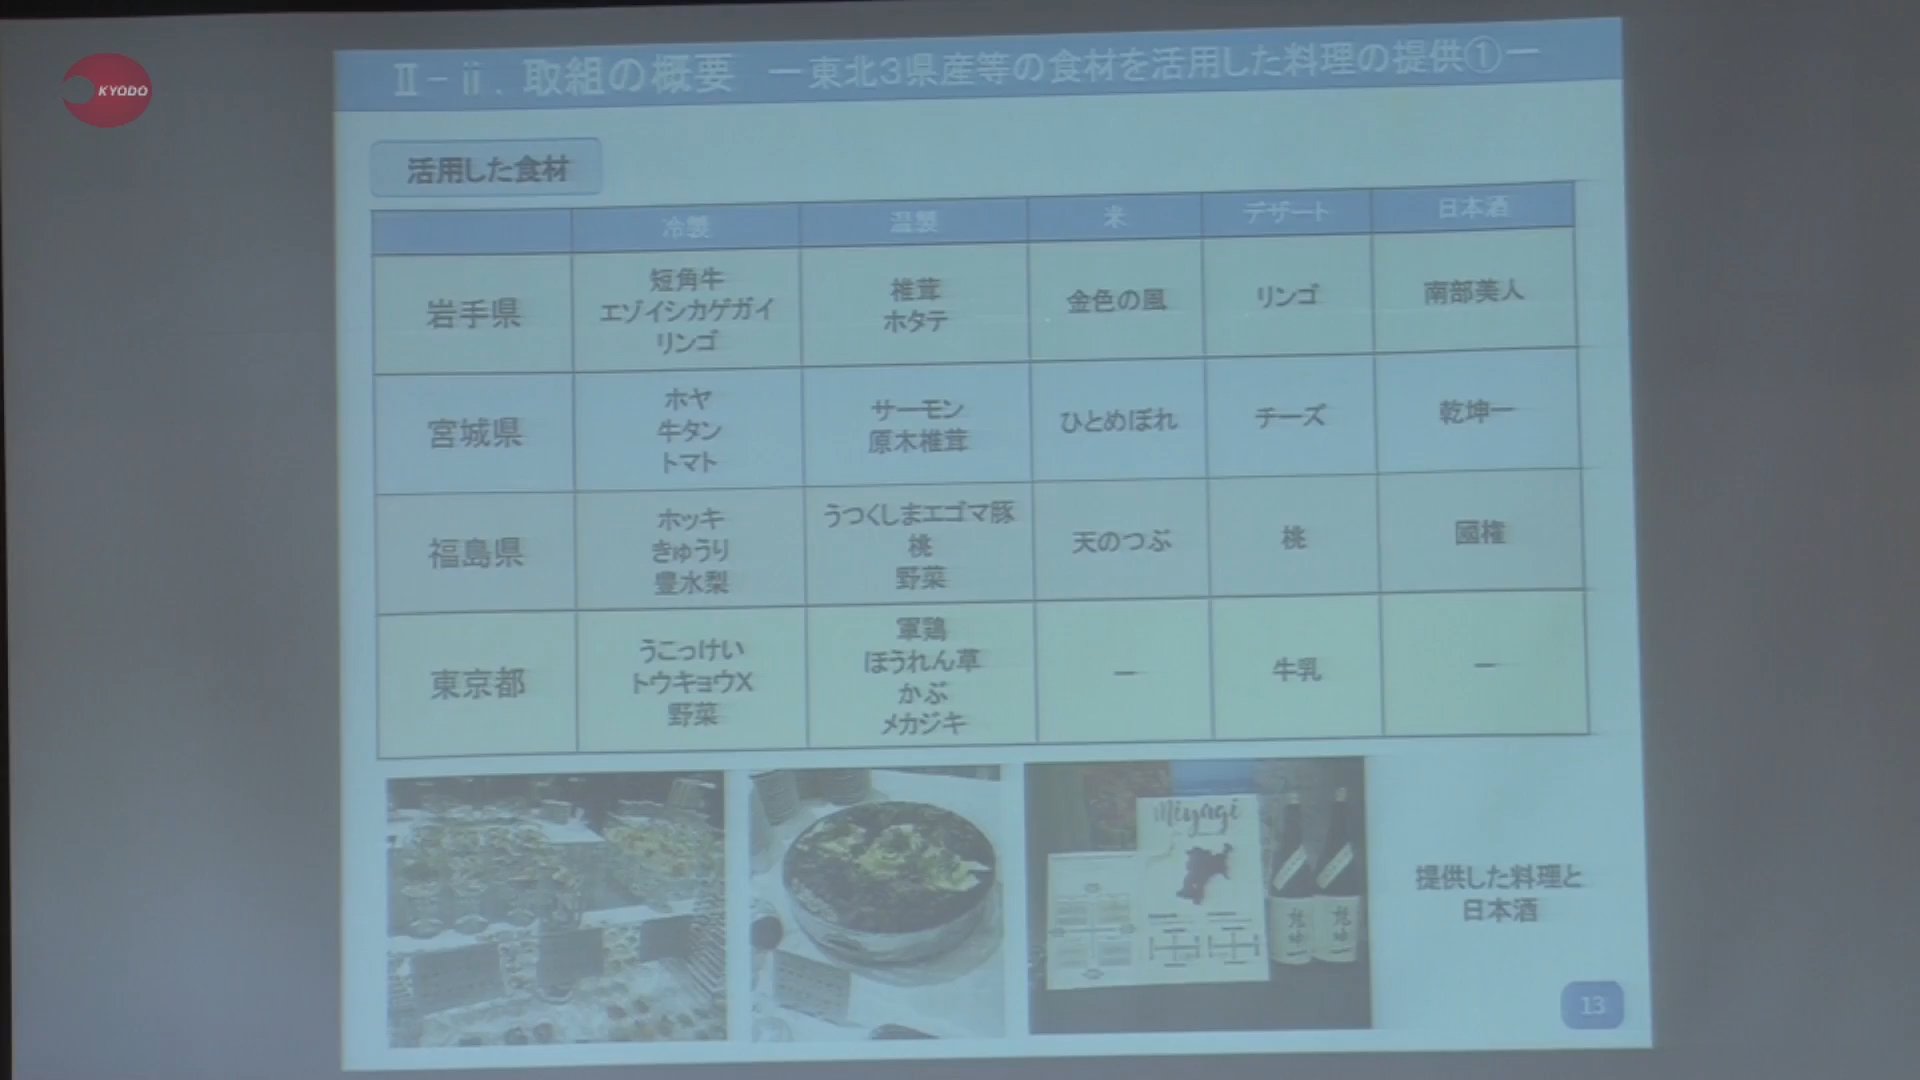 KYODO
Ⅱ-ⅱ. 取組の概要 ー東北3県産等の食材を活用した料理の提供①ー
活用した食材
冷製 温製 米 デザート 日本酒
岩手県
短角牛
エゾイシカゲガイ
リンゴ
椎茸
ホタテ
金色の風
リンゴ
南部美人
宮城県
ホヤ
牛タン
トマト
サーモン
原木椎茸
ひとめぼれ
チーズ
乾坤一
福島県
ホッキ
きゅうり
豊水梨
うつくしまエゴマ豚
桃
野菜
天のつぶ
桃
國権
東京都
うこっけい
トウキョウX
野菜
軍鶏
ほうれん草
かぶ
メカジキ
ー
牛乳
ー
Miyagi
提供した料理と
日本酒
13